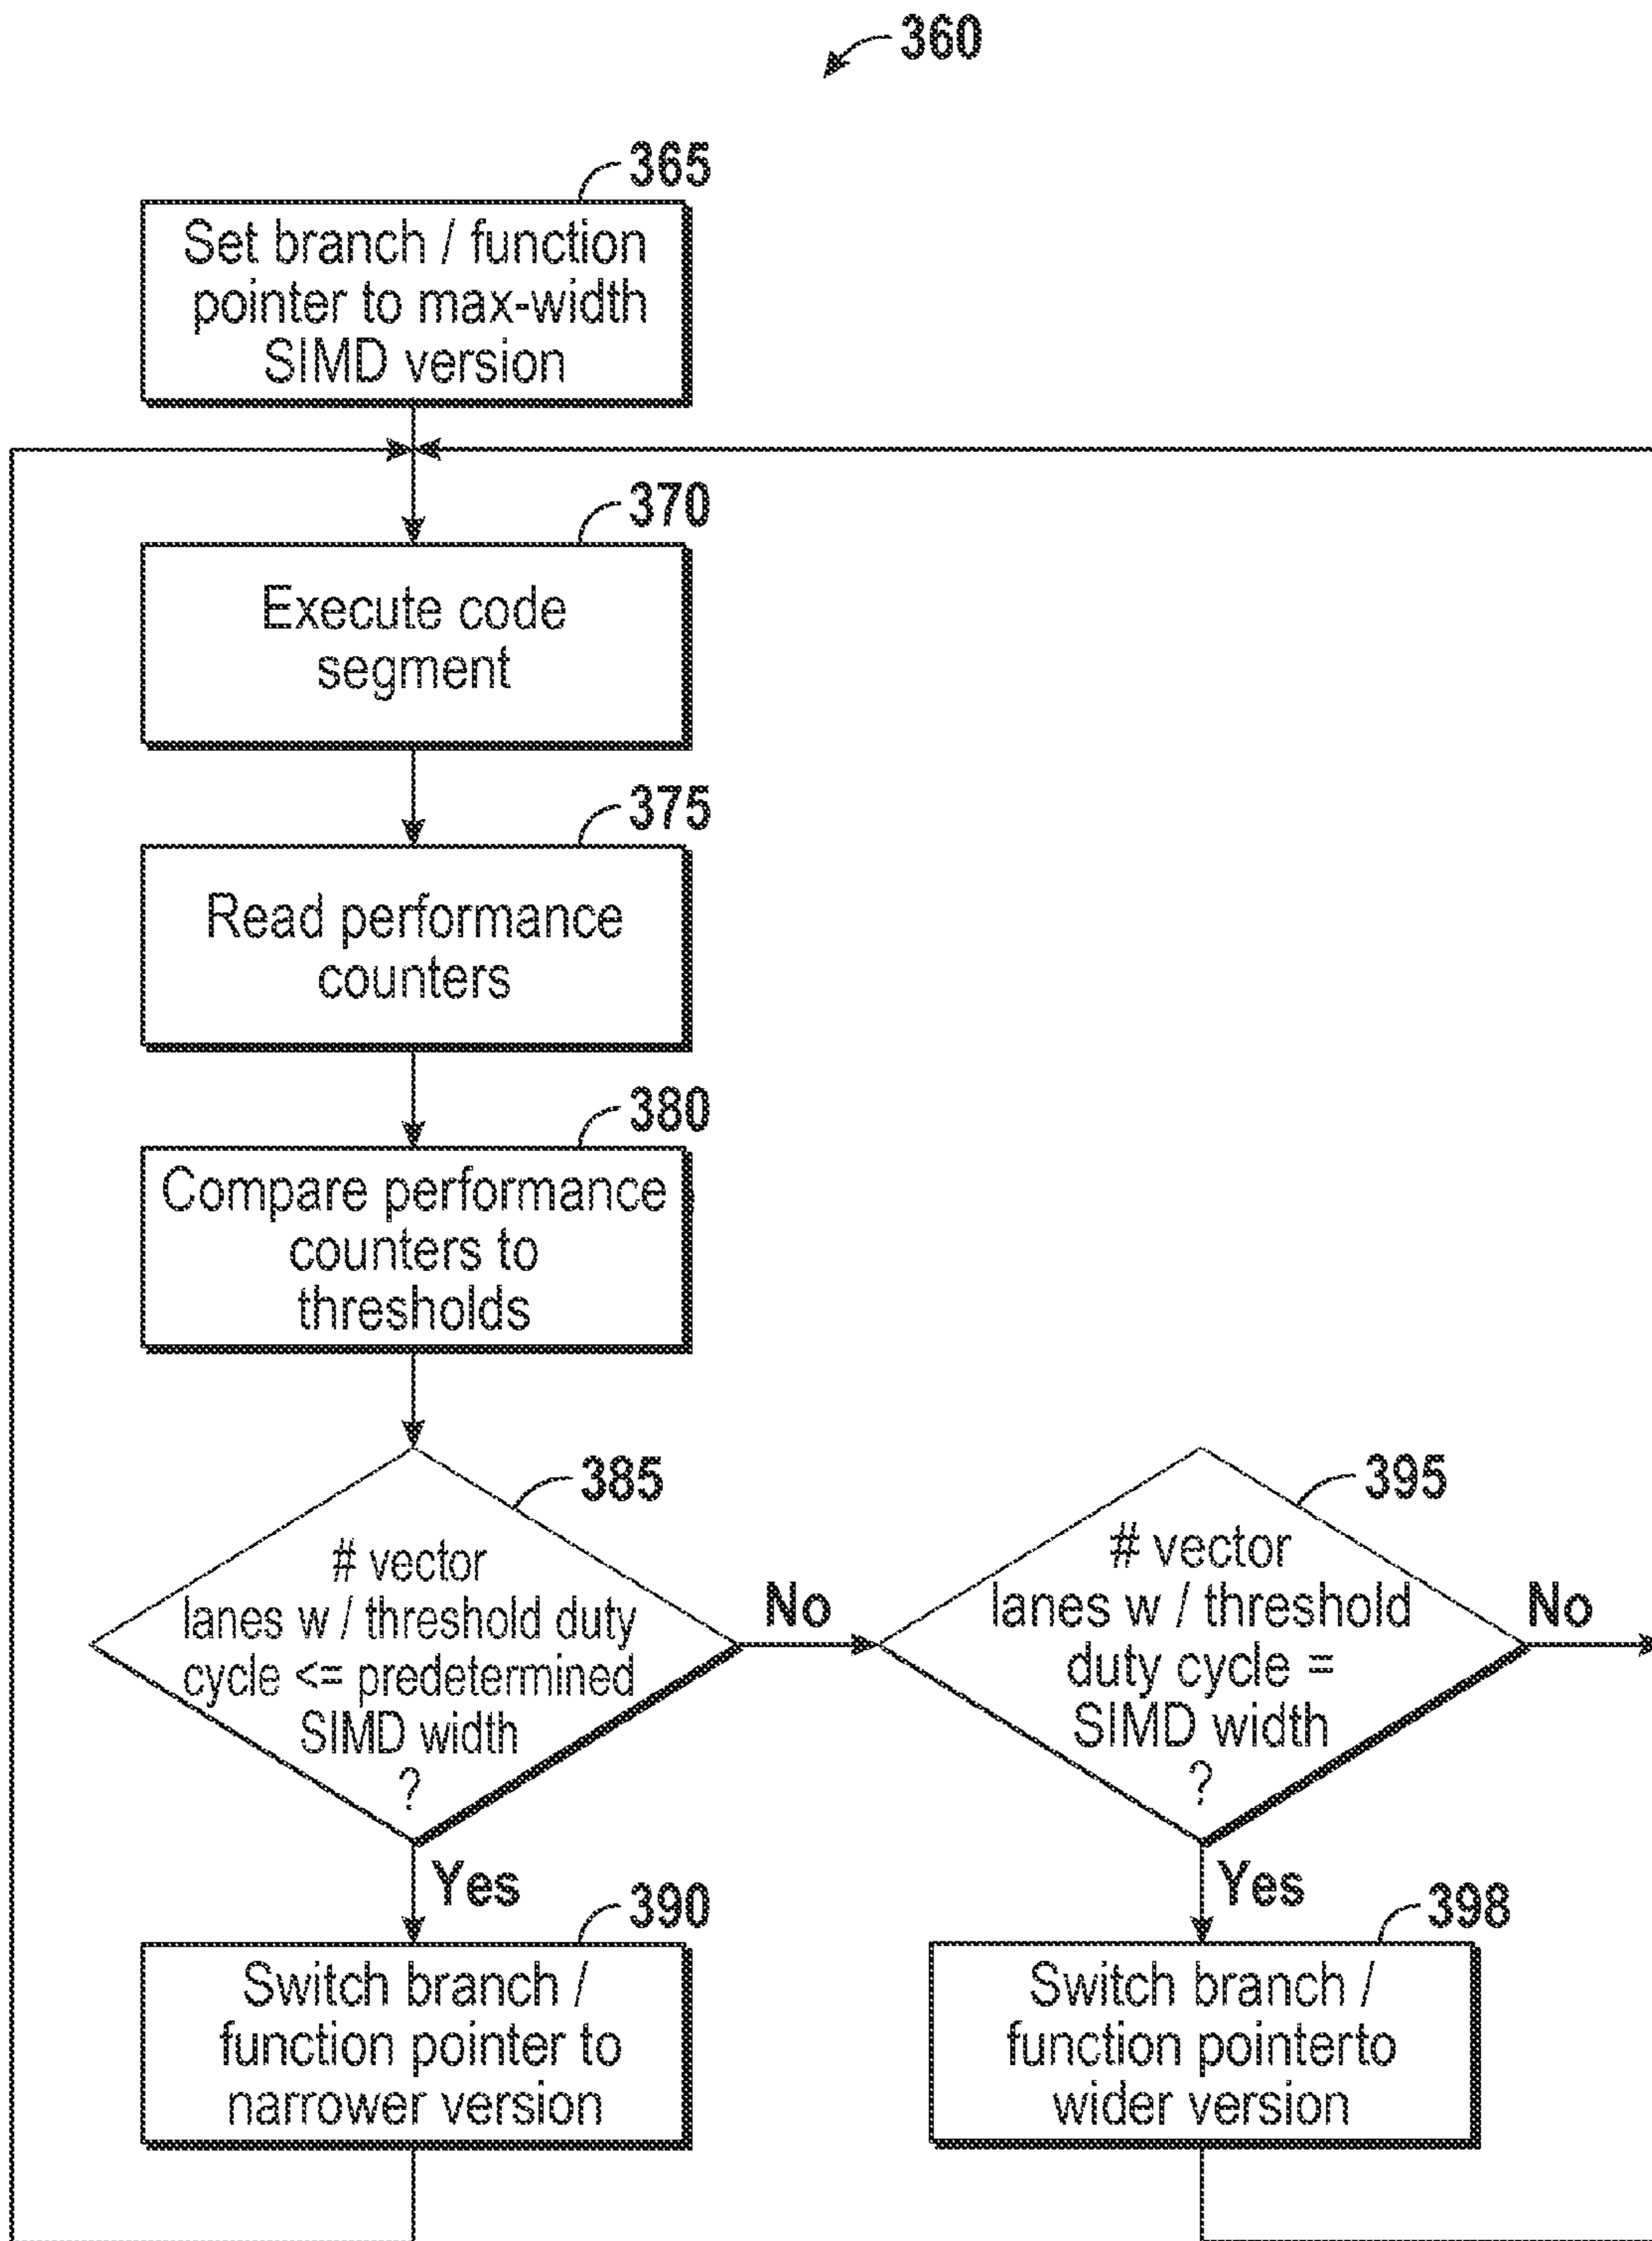 360
365
Set branch / function
pointer to max-width
SIMD version
370
Execute code
segment
375
Read performance
counters
380
Compare performance
counters to
thresholds
385
# vector
lanes w / threshold duty
cycle <= predetermined
SIMD width
?
No
Yes
395
# vector
lanes w / threshold
duty cycle =
SIMD width
?
No
Yes
390
Switch branch /
function pointer to
narrower version
398
Switch branch /
function pointerto
wider version